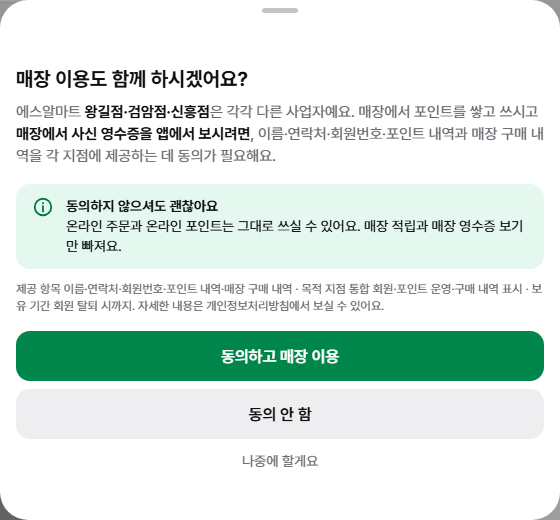 매장 이용도 함께 하시겠어요?
에스알마트 왕길점·검암점·신흥점은 각각 다른 사업자예요. 매장에서 포인트를 쌓고 쓰시고
매장에서 사신 영수증을 앱에서 보시려면, 이름·연락처·회원번호·포인트 내역과 매장 구매 내
역을 각 지점에 제공하는 데 동의가 필요해요.
동의하지 않으셔도 괜찮아요
온라인 주문과 온라인 포인트는 그대로 쓰실 수 있어요. 매장 적립과 매장 영수증 보기
만 빠져요.
제공 항목 이름·연락처·회원번호·포인트 내역·매장 구매 내역 · 목적 지점 통합 회원·포인트 운영·구매 내역 표시 · 보
유 기간 회원 탈퇴 시까지. 자세한 내용은 개인정보처리방침에서 보실 수 있어요.
동의하고 매장 이용
동의 안 함
나중에 할게요